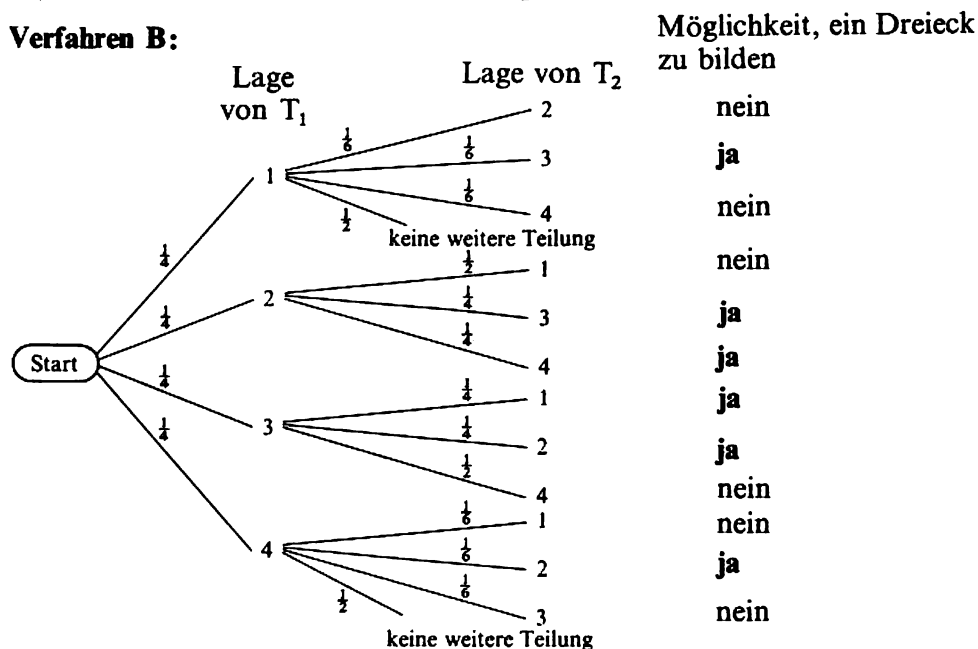 Verfahren B:
Möglichkeit, ein Dreieck
zu bilden
Lage
von T₁
Lage von T₂
Start
1/4
1
1/6
2
nein
1/6
3
ja
1/6
4
nein
1/2
keine weitere Teilung
1/4
2
1/2
1
nein
1/4
3
ja
1/4
4
ja
1/4
3
1/4
1
ja
1/4
2
ja
1/2
4
nein
1/4
4
1/6
1
nein
1/6
2
ja
1/6
3
nein
1/2
keine weitere Teilung